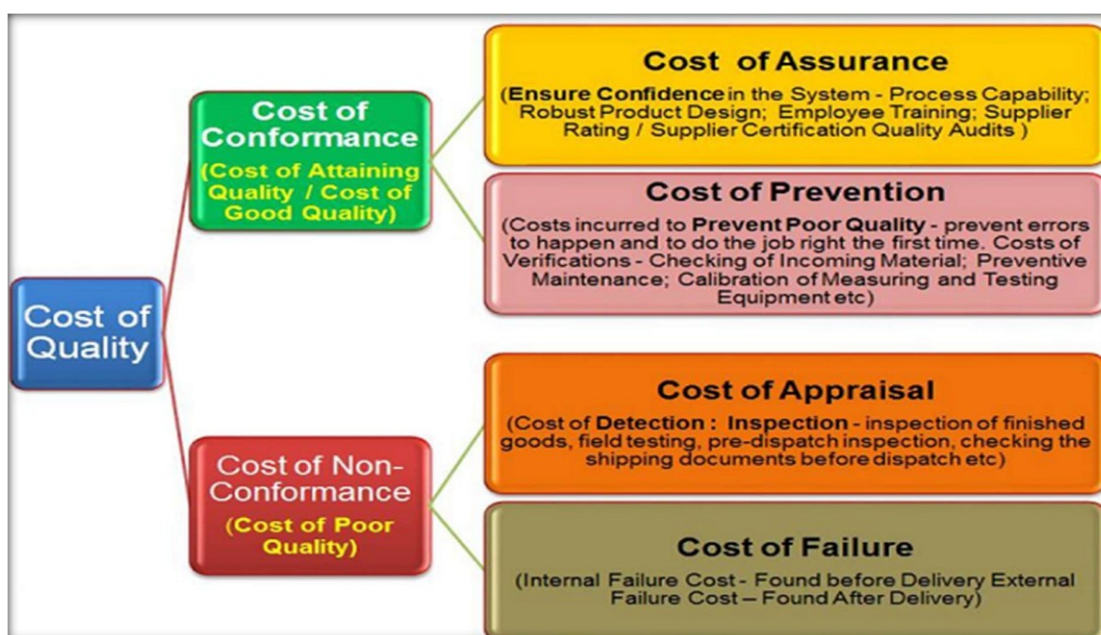 Cost of
Quality
Cost of
Conformance
(Cost of Attaining
Quality / Cost of
Good Quality)
Cost of Assurance
(Ensure Confidence in the System - Process Capability;
Robust Product Design; Employee Training; Supplier
Rating / Supplier Certification Quality Audits )
Cost of Prevention
(Costs incurred to Prevent Poor Quality - prevent errors
to happen and to do the job right the first time. Costs of
Verifications - Checking of Incoming Material; Preventive
Maintenance; Calibration of Measuring and Testing
Equipment etc)
Cost of Non-
Conformance
(Cost of Poor
Quality)
Cost of Appraisal
(Cost of Detection : Inspection - inspection of finished
goods, field testing, pre-dispatch inspection, checking the
shipping documents before dispatch etc)
Cost of Failure
(Internal Failure Cost - Found before Delivery External
Failure Cost – Found After Delivery)